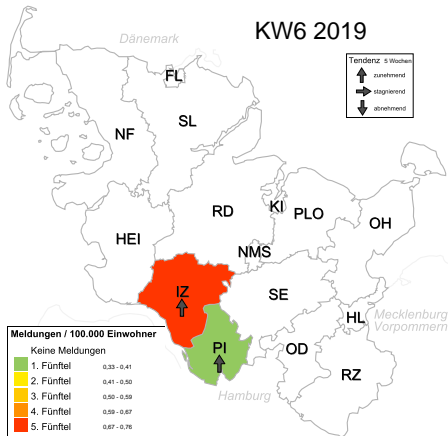 KW6 2019
Dänemark
Tendenz 5 Wochen
zunehmend
stagnierend
abnehmend
FL
SL
NF
RD
KI
PLO
OH
HEI
NMS
IZ
SE
HL
Mecklenburg
Vorpommern
PI
OD
RZ
Hamburg
Meldungen / 100.000 Einwohner
Keine Meldungen
1. Fünftel 0,33 - 0,41
2. Fünftel 0,41 - 0,50
3. Fünftel 0,50 - 0,59
4. Fünftel 0,59 - 0,67
5. Fünftel 0,67 - 0,76